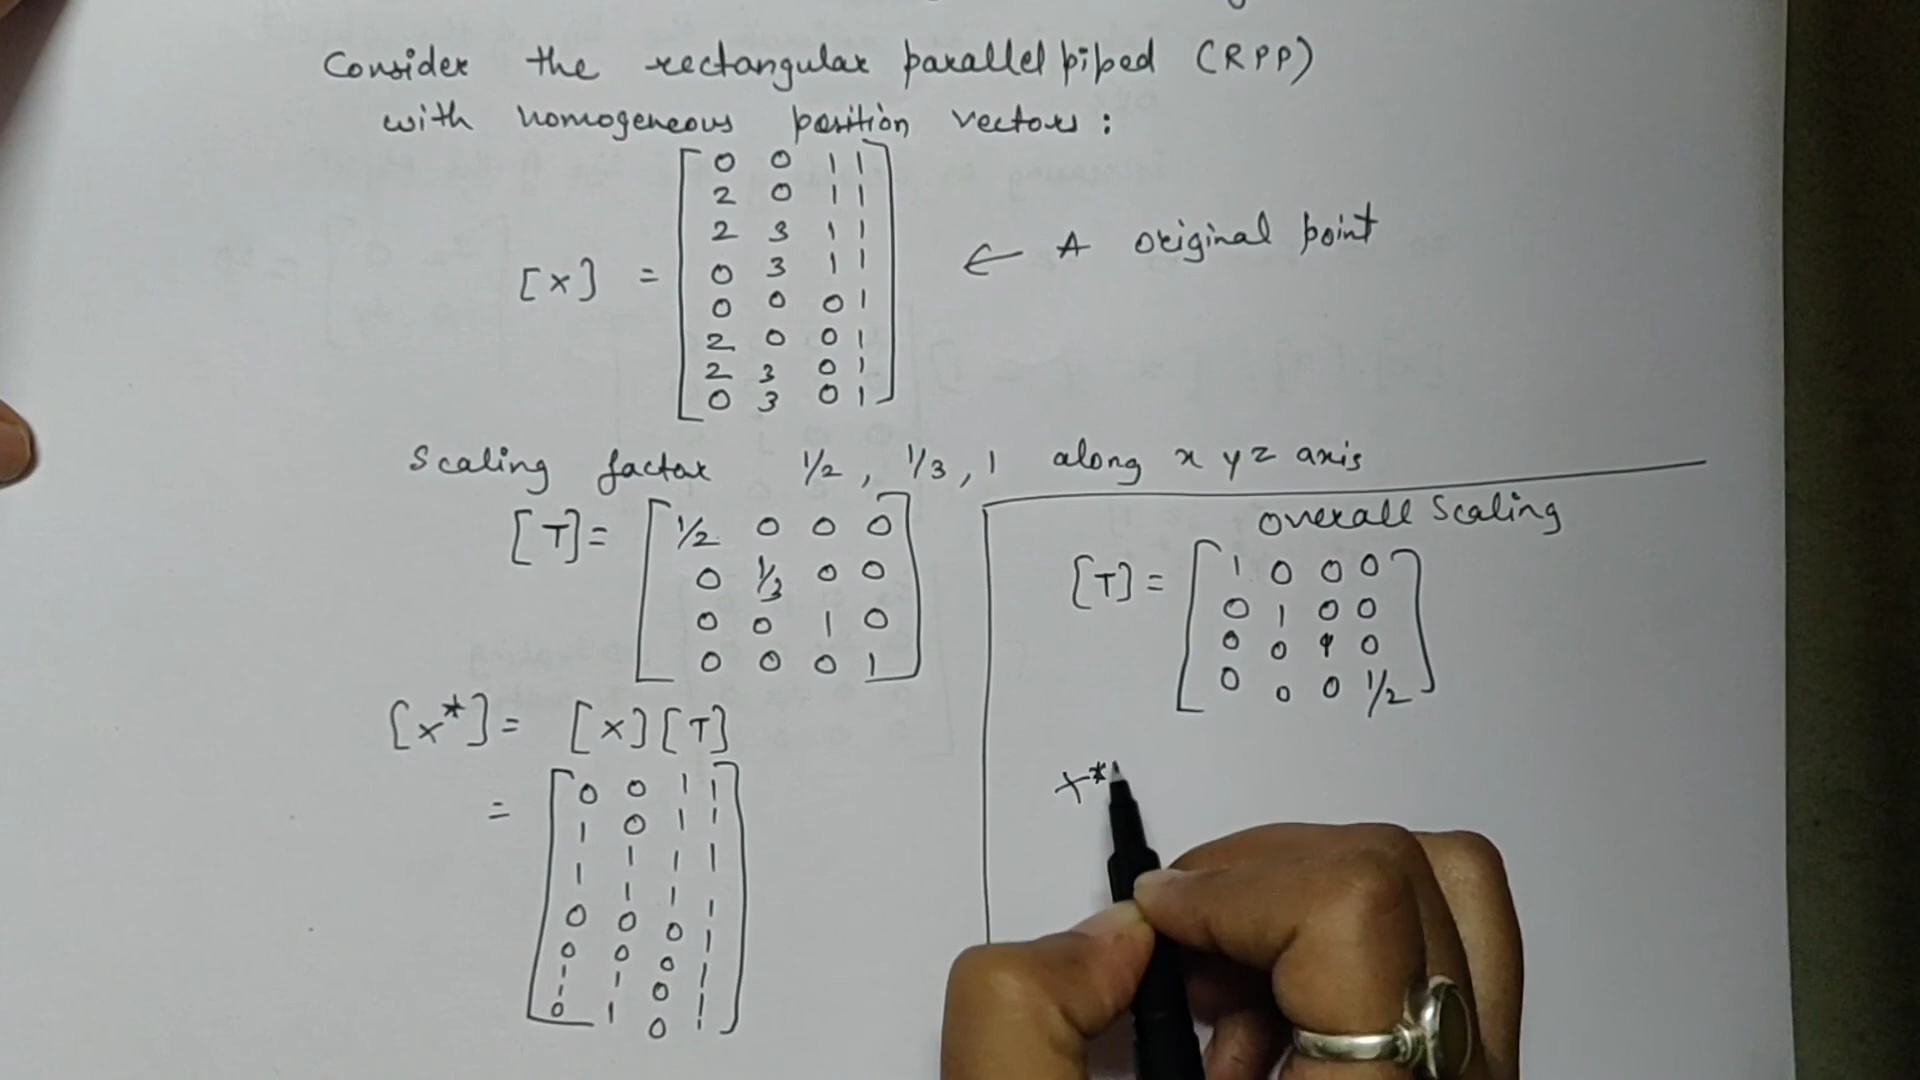 Consider the rectangular parallelpiped (RPP)
with homogeneous position vectors :
[X] = [0 0 1 1
2 0 1 1
2 3 1 1
0 3 1 1
0 0 0 1
2 0 0 1
2 3 0 1
0 3 0 1]
← A original point
Scaling factor 1/2, 1/3, 1 along x y z axis
[T] = [1/2 0 0 0
0 1/3 0 0
0 0 1 0
0 0 0 1]
[X*] = [X][T]
= [0 0 1 1
1 0 1 1
1 1 1 1
0 1 1 1
0 0 0 1
1 0 0 1
0 1 0 1]
Overall Scaling
[T] = [1 0 0 0
0 1 0 0
0 0 1 0
0 0 0 1/2]
X*